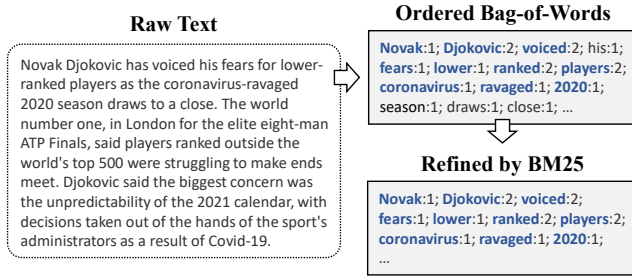 Raw Text
Novak Djokovic has voiced his fears for lower-
ranked players as the coronavirus-ravaged
2020 season draws to a close. The world
number one, in London for the elite eight-man
ATP Finals, said players ranked outside the
world's top 500 were struggling to make ends
meet. Djokovic said the biggest concern was
the unpredictability of the 2021 calendar, with
decisions taken out of the hands of the sport's
administrators as a result of Covid-19.
Ordered Bag-of-Words
Novak:1; Djokovic:2; voiced:2; his:1;
fears:1; lower:1; ranked:2; players:2;
coronavirus:1; ravaged:1; 2020:1;
season:1; draws:1; close:1; ...
Refined by BM25
Novak:1; Djokovic:2; voiced:2;
fears:1; lower:1; ranked:2; players:2;
coronavirus:1; ravaged:1; 2020:1;
...